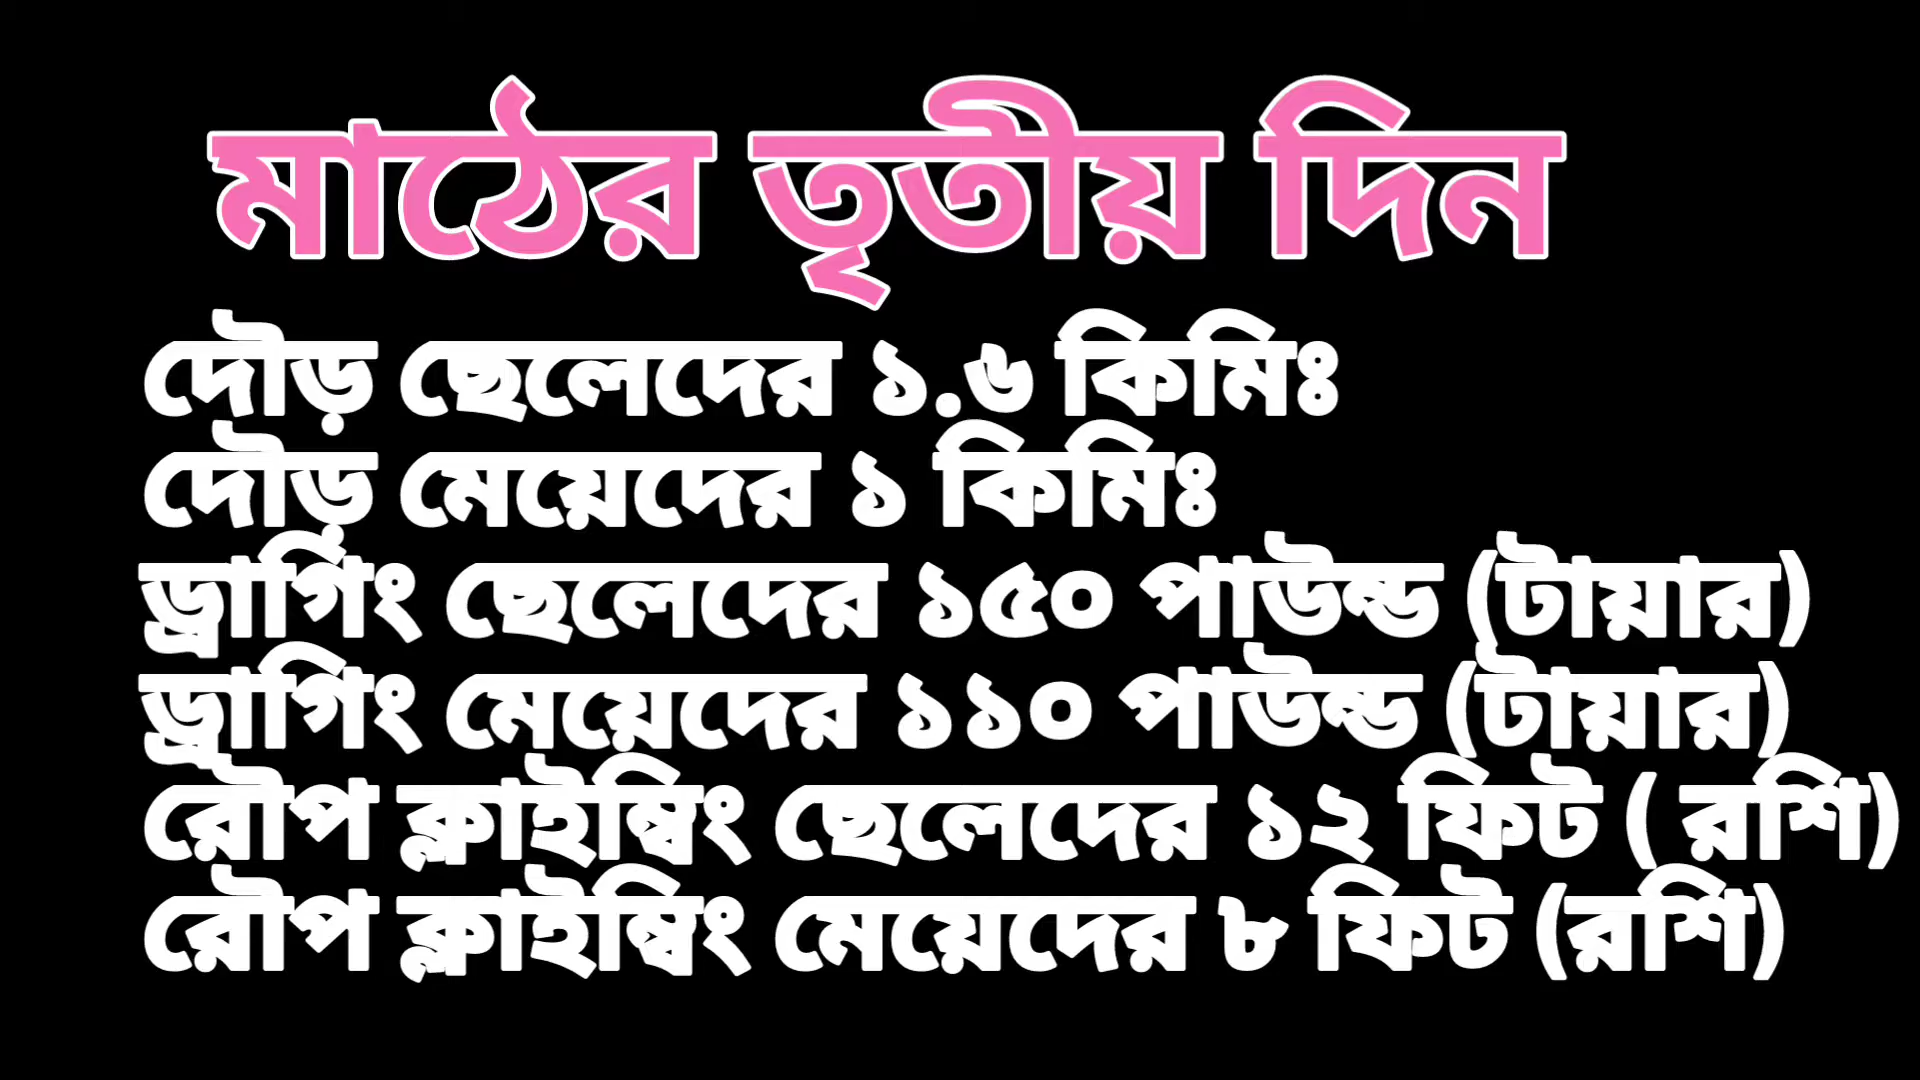 মাঠের তৃতীয় দিন
দৌড় ছেলেদের ১.৬ কিমিঃ
দৌড় মেয়েদের ১ কিমিঃ
ড্রাগিং ছেলেদের ১৫০ পাউন্ড (টায়ার)
ড্রাগিং মেয়েদের ১১০ পাউন্ড (টায়ার)
রৌপ ক্লাইম্বিং ছেলেদের ১২ ফিট ( রশি)
রৌপ ক্লাইম্বিং মেয়েদের ৮ ফিট (রশি)